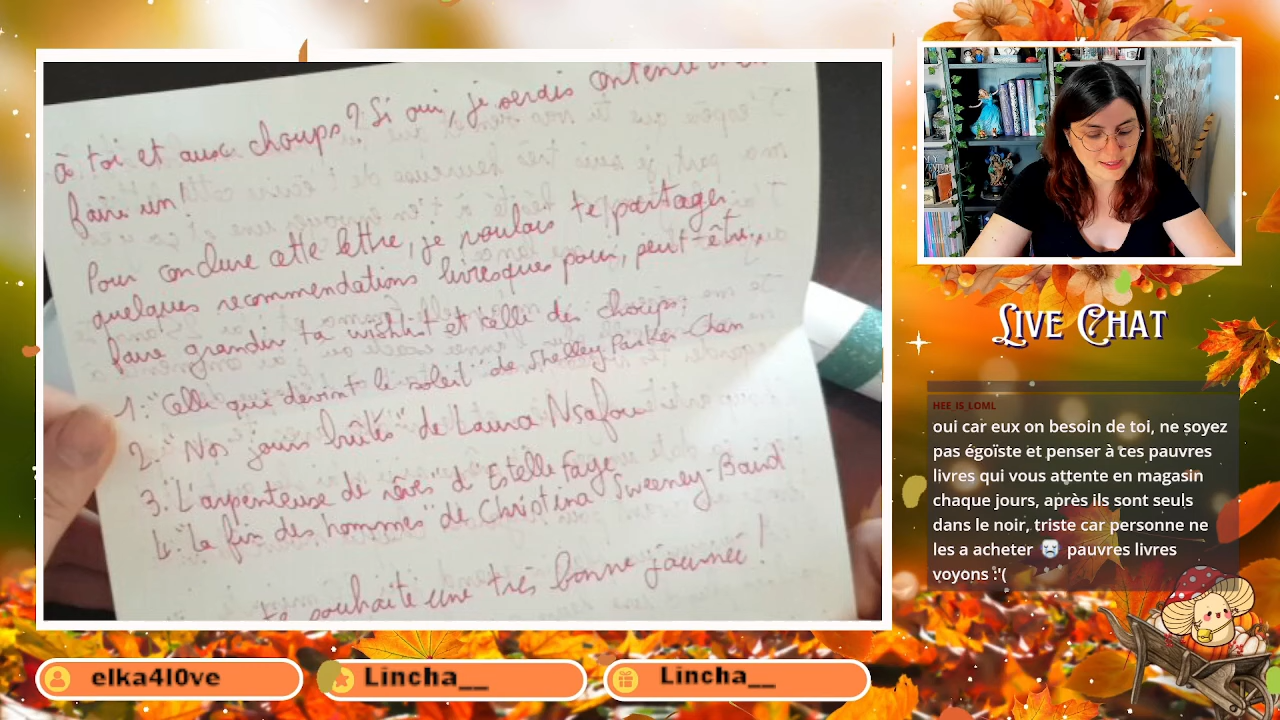 à toi et aux choups? Si oui, je serais contente
faire un!
Pour conclure cette lettre, je voulais te partager
quelques recommendations livresques pour, peut-être,
faire grandir ta wishlist et celle des choups:
1. "Celle qui devint le soleil" de Shelley Parker-Chan
2. "Nos jours brûlés" de Laura Nsafou
3. "L'arpenteuse de rêves" d'Estelle Faye
4. "La fin des hommes" de Christina Sweeney-Baird
te souhaite une très bonne journée!
LIVE CHAT
HEE IS LOML
oui car eux on besoin de toi, ne soyez
pas égoïste et penser à ces pauvres
livres qui vous attente en magasin
chaque jours, après ils sont seuls
dans le noir, triste car personne ne
les a acheter 😢 pauvres livres
voyons :'(
elka4l0ve
Lincha__
Lincha__